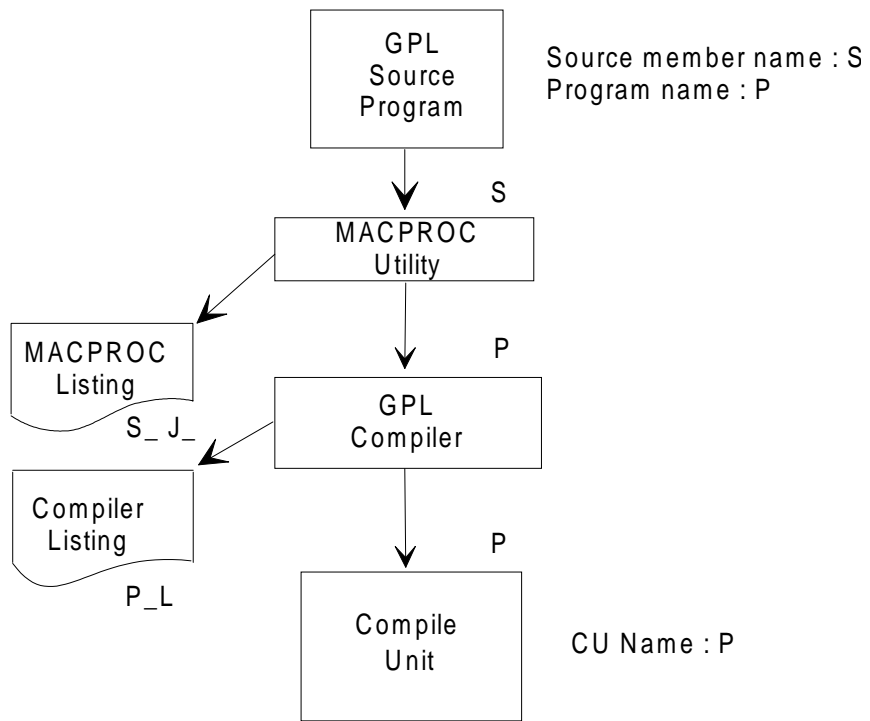 GPL
Source
Program
Source member name : S
Program name : P
S
MACPROC
Utility
MACPROC
Listing
S_ J_
P
GPL
Compiler
Compiler
Listing
P_L
P
Compile
Unit
CU Name : P